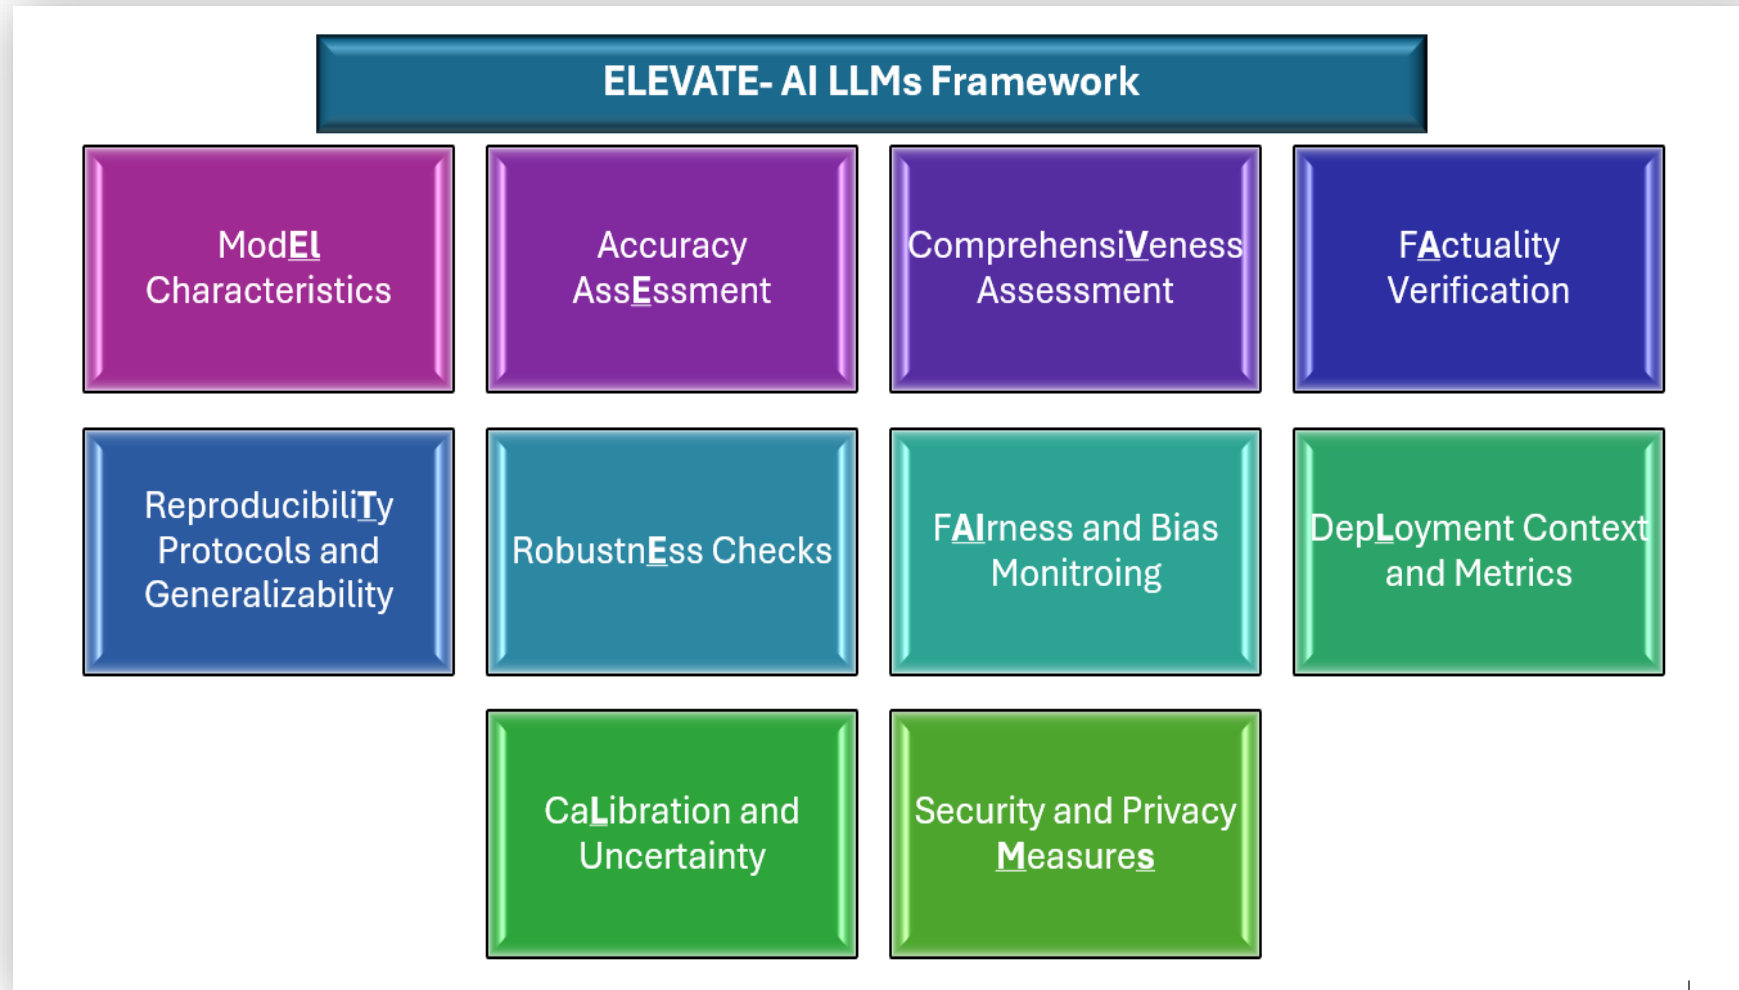 ELEVATE- AI LLMs Framework
ModEl
Characteristics
Accuracy
AssEssment
ComprehensiVeness
Assessment
FActuality
Verification
ReproducibiliTy
Protocols and
Generalizability
RobustnEss Checks
FAIrness and Bias
Monitroing
DepLoyment Context
and Metrics
CaLibration and
Uncertainty
Security and Privacy
Measures